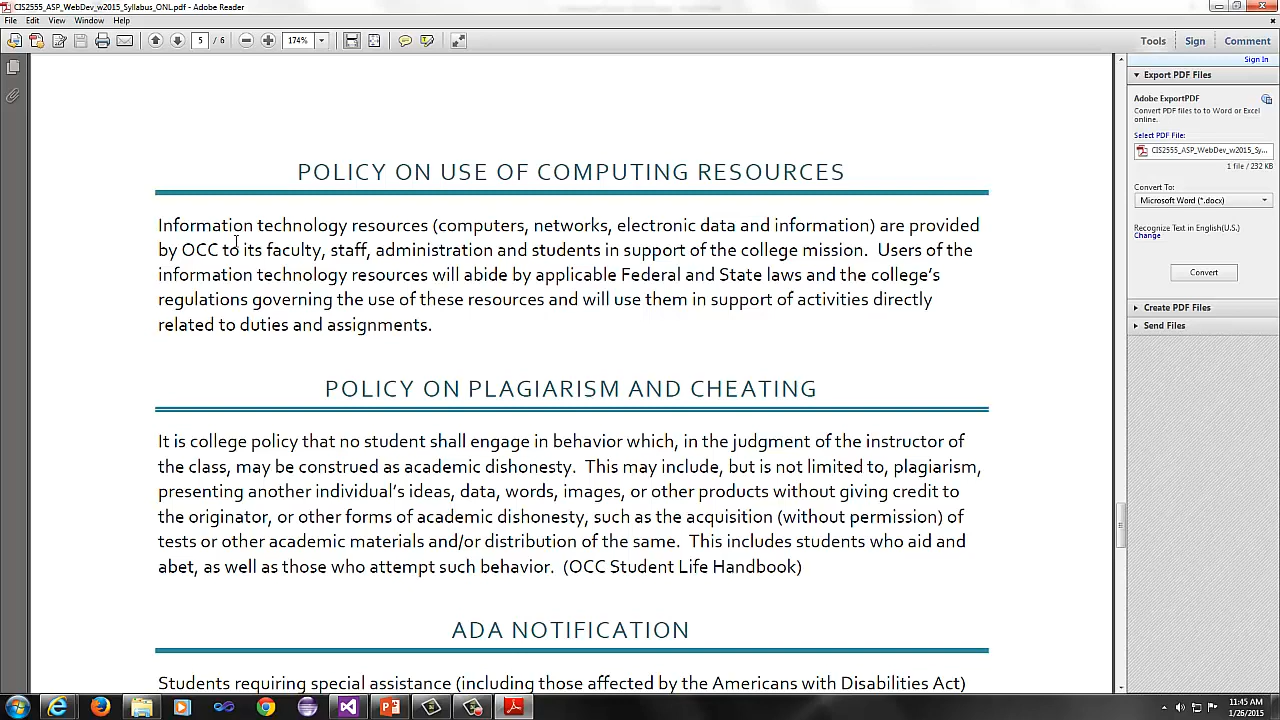 CIS2555_ASP_WebDev_w2015_Syllabus_ONL.pdf - Adobe Reader
File Edit View Window Help
5 / 6 174% Tools Sign Comment
Sign In
Export PDF Files
Adobe ExportPDF
Convert PDF files to to Word or Excel
online.
Select PDF File:
CIS2555_ASP_WebDev_w2015_Sy...
1 file / 232 KB
Convert To:
Microsoft Word (*.docx)
Recognize Text in English(U.S.)
Change
Convert
Create PDF Files
Send Files
POLICY ON USE OF COMPUTING RESOURCES
Information technology resources (computers, networks, electronic data and information) are provided
by OCC to its faculty, staff, administration and students in support of the college mission. Users of the
information technology resources will abide by applicable Federal and State laws and the college's
regulations governing the use of these resources and will use them in support of activities directly
related to duties and assignments.
POLICY ON PLAGIARISM AND CHEATING
It is college policy that no student shall engage in behavior which, in the judgment of the instructor of
the class, may be construed as academic dishonesty. This may include, but is not limited to, plagiarism,
presenting another individual's ideas, data, words, images, or other products without giving credit to
the originator, or other forms of academic dishonesty, such as the acquisition (without permission) of
tests or other academic materials and/or distribution of the same. This includes students who aid and
abet, as well as those who attempt such behavior. (OCC Student Life Handbook)
ADA NOTIFICATION
Students requiring special assistance (including those affected by the Americans with Disabilities Act)
11:45 AM
1/26/2015